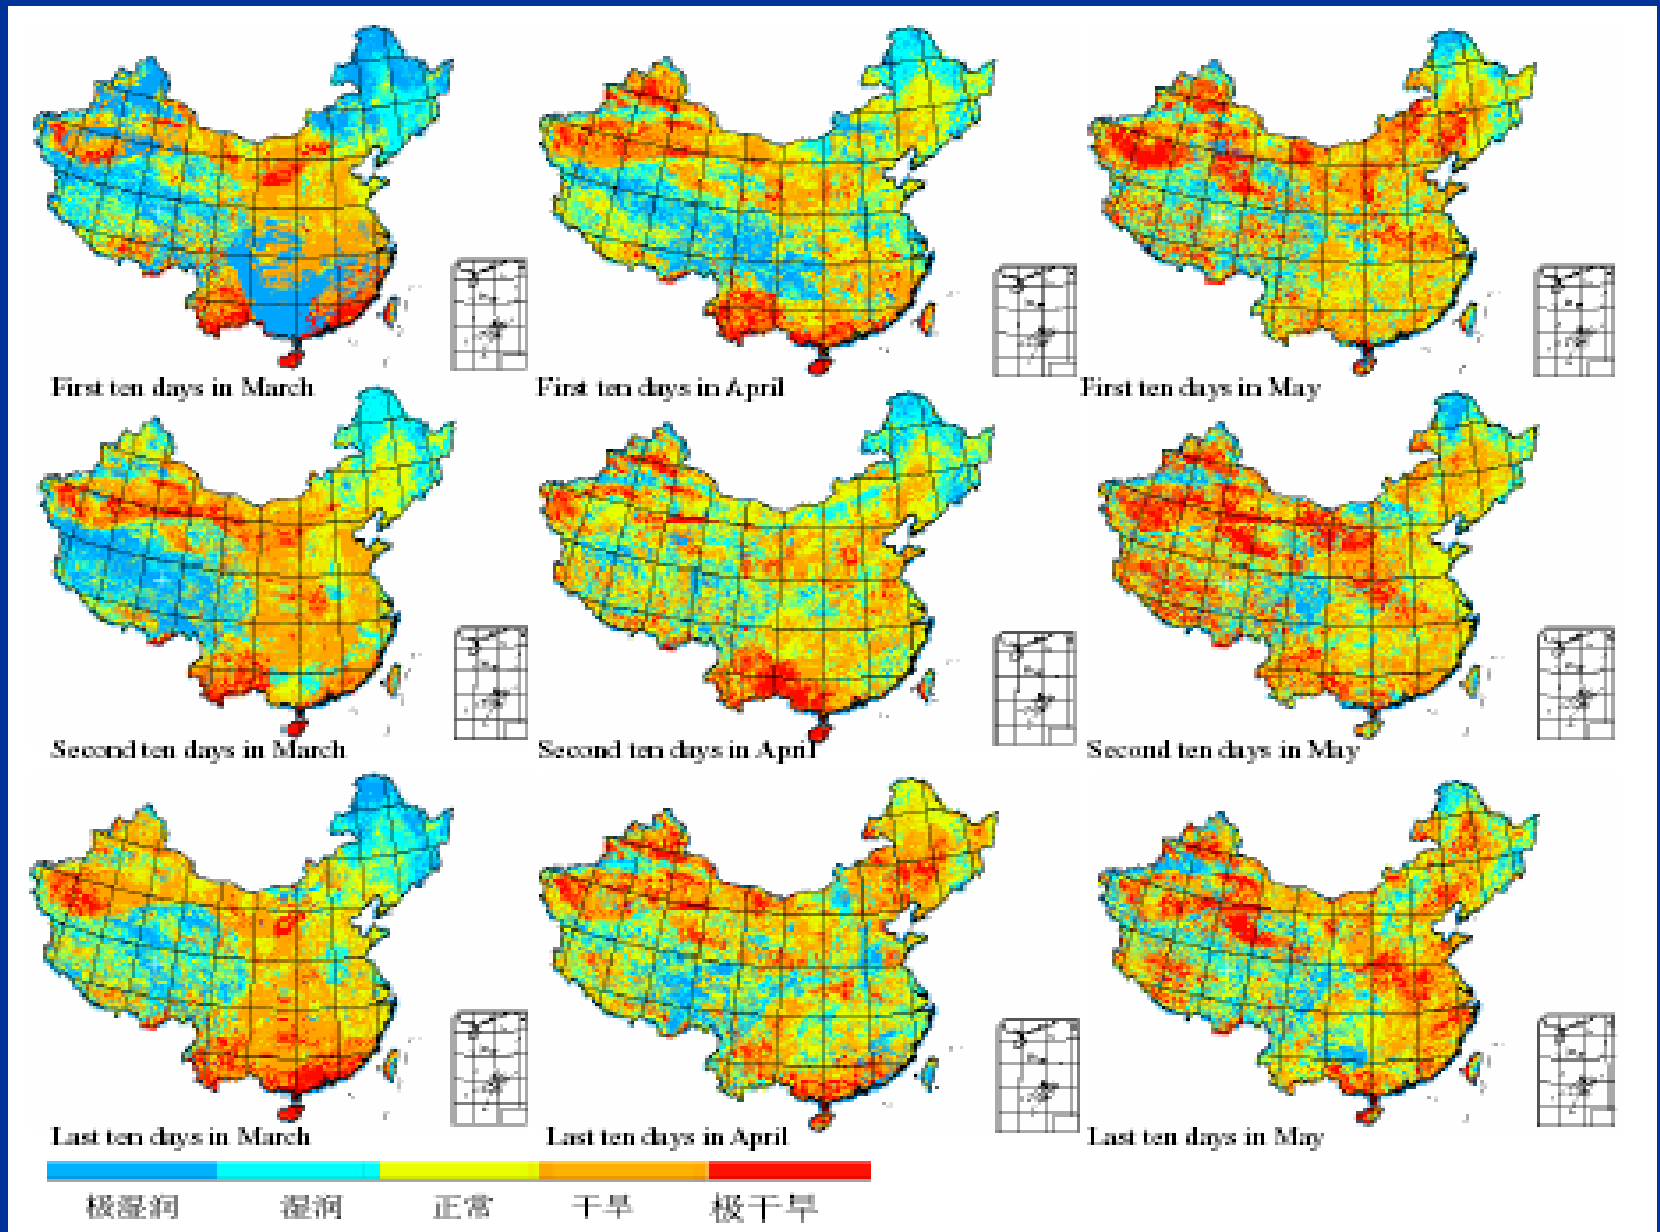 First ten days in March
First ten days in April
First ten days in May
Second ten days in March
Second ten days in April
Second ten days in May
Last ten days in March
Last ten days in April
Last ten days in May
极湿润 湿润 正常 干旱 极干旱